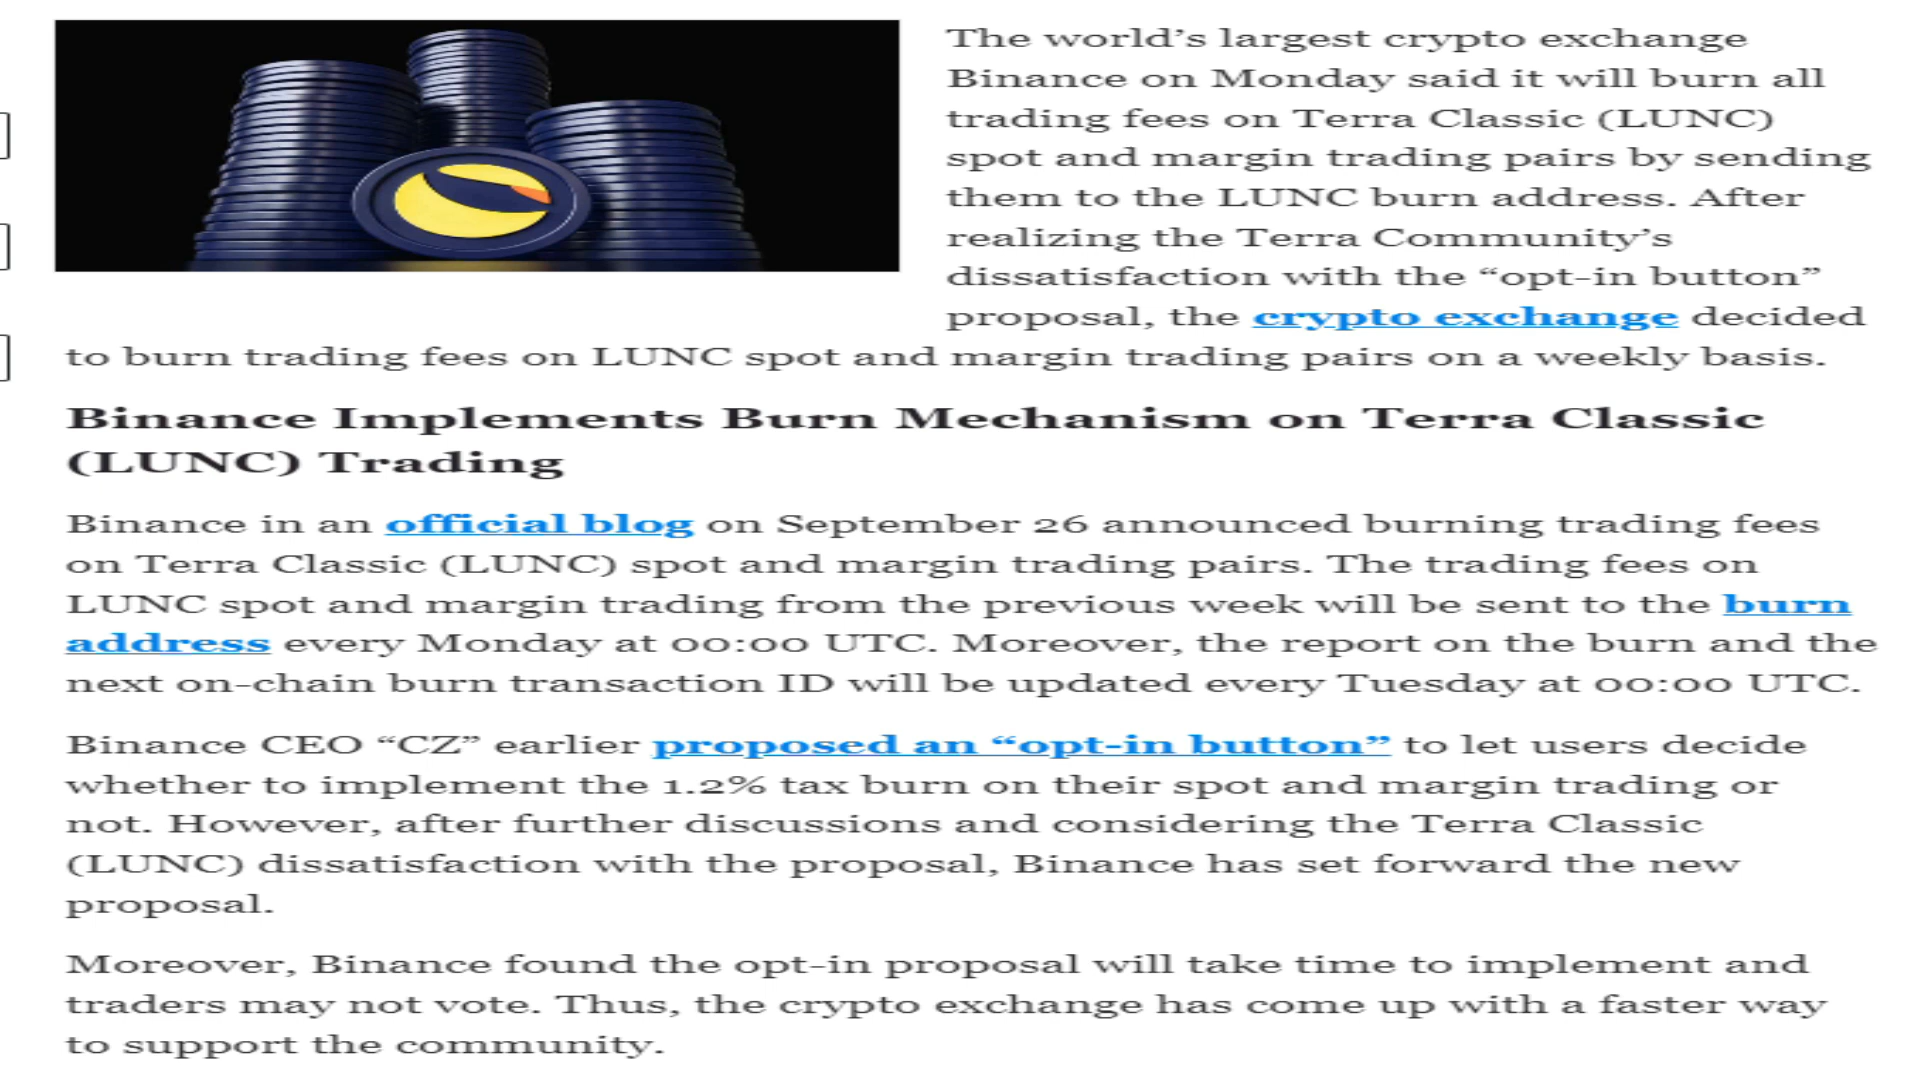 The world’s largest crypto exchange
Binance on Monday said it will burn all
trading fees on Terra Classic (LUNC)
spot and margin trading pairs by sending
them to the LUNC burn address. After
realizing the Terra Community’s
dissatisfaction with the “opt-in button”
proposal, the crypto exchange decided
to burn trading fees on LUNC spot and margin trading pairs on a weekly basis.
Binance Implements Burn Mechanism on Terra Classic
(LUNC) Trading
Binance in an official blog on September 26 announced burning trading fees
on Terra Classic (LUNC) spot and margin trading pairs. The trading fees on
LUNC spot and margin trading from the previous week will be sent to the burn
address every Monday at 00:00 UTC. Moreover, the report on the burn and the
next on-chain burn transaction ID will be updated every Tuesday at 00:00 UTC.
Binance CEO “CZ” earlier proposed an “opt-in button” to let users decide
whether to implement the 1.2% tax burn on their spot and margin trading or
not. However, after further discussions and considering the Terra Classic
(LUNC) dissatisfaction with the proposal, Binance has set forward the new
proposal.
Moreover, Binance found the opt-in proposal will take time to implement and
traders may not vote. Thus, the crypto exchange has come up with a faster way
to support the community.